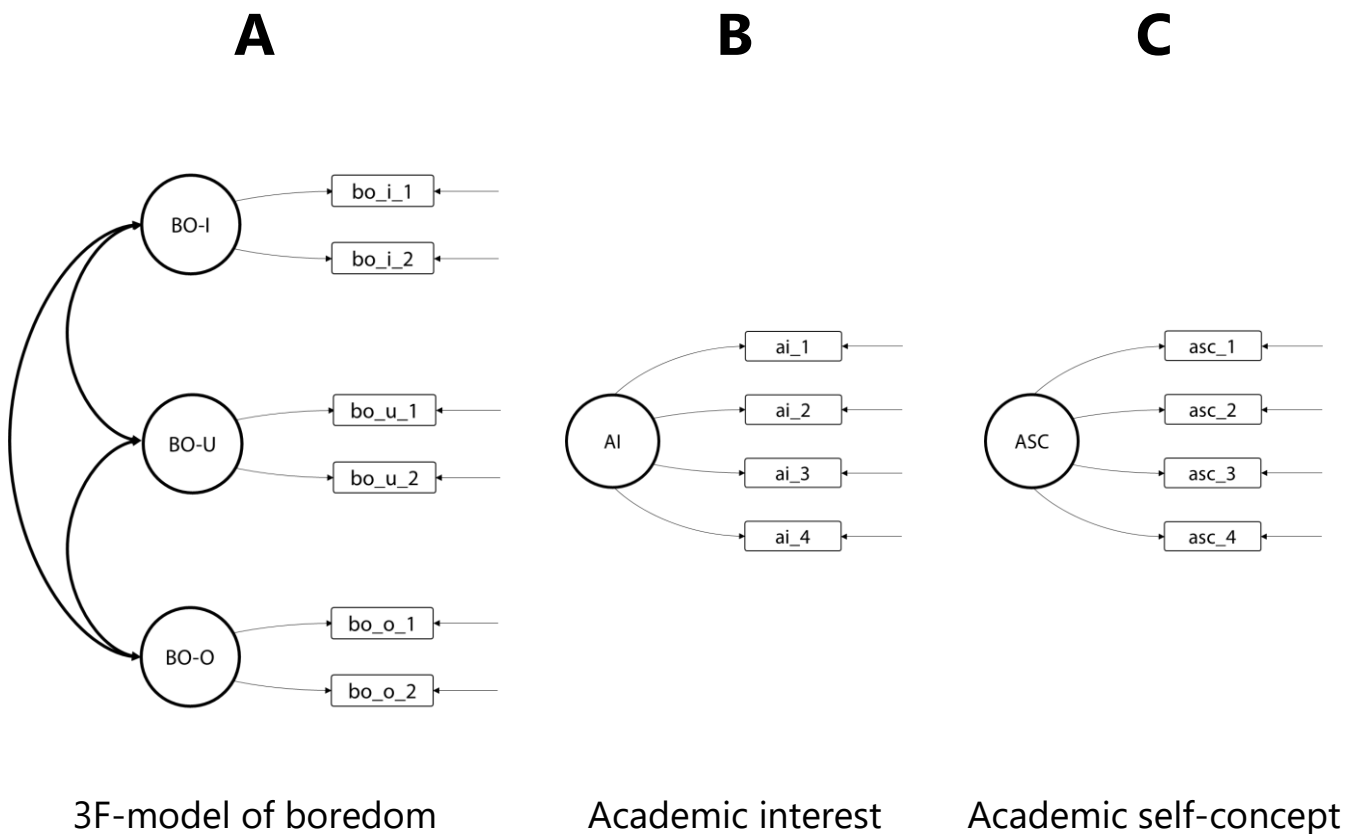 A
B
C
BO-I
bo_i_1
bo_i_2
BO-U
bo_u_1
bo_u_2
BO-O
bo_o_1
bo_o_2
AI
ai_1
ai_2
ai_3
ai_4
ASC
asc_1
asc_2
asc_3
asc_4
3F-model of boredom
Academic interest
Academic self-concept